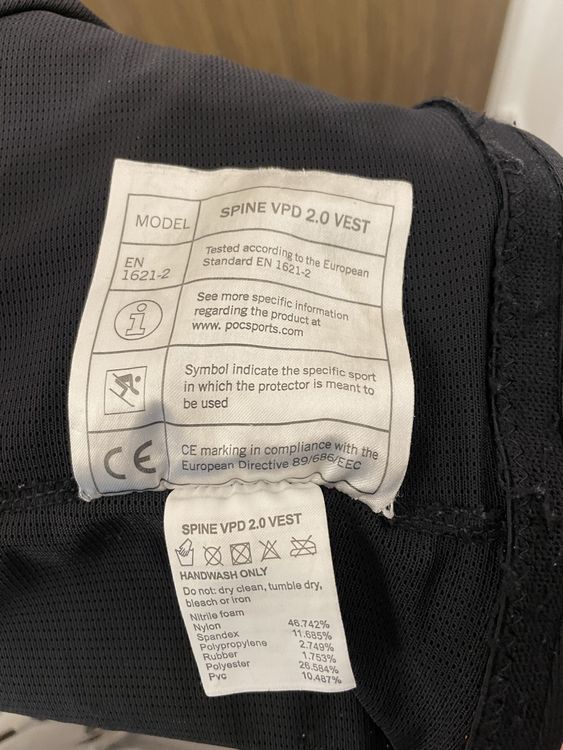 MODEL
SPINE VPD 2.0 VEST
EN
1621-2
Tested according to the European
Standard EN 1621-2
See more specific information
regarding the product at
www. pocsports.com
Symbol indicate the specific sport
in which the protector is meant to
be used
CE
CE marking in compliance with the
European Directive 89/686/EEC
SPINE VPD 2.0 VEST
HANDWASH ONLY
Do not: dry clean, tumble dry,
bleach or iron
Nitrile foam
Nylon 46.742%
Spandex 11.685%
Polypropylene 2.749%
Rubber 1.753%
Polyester 26.584%
Pvc 10.487%